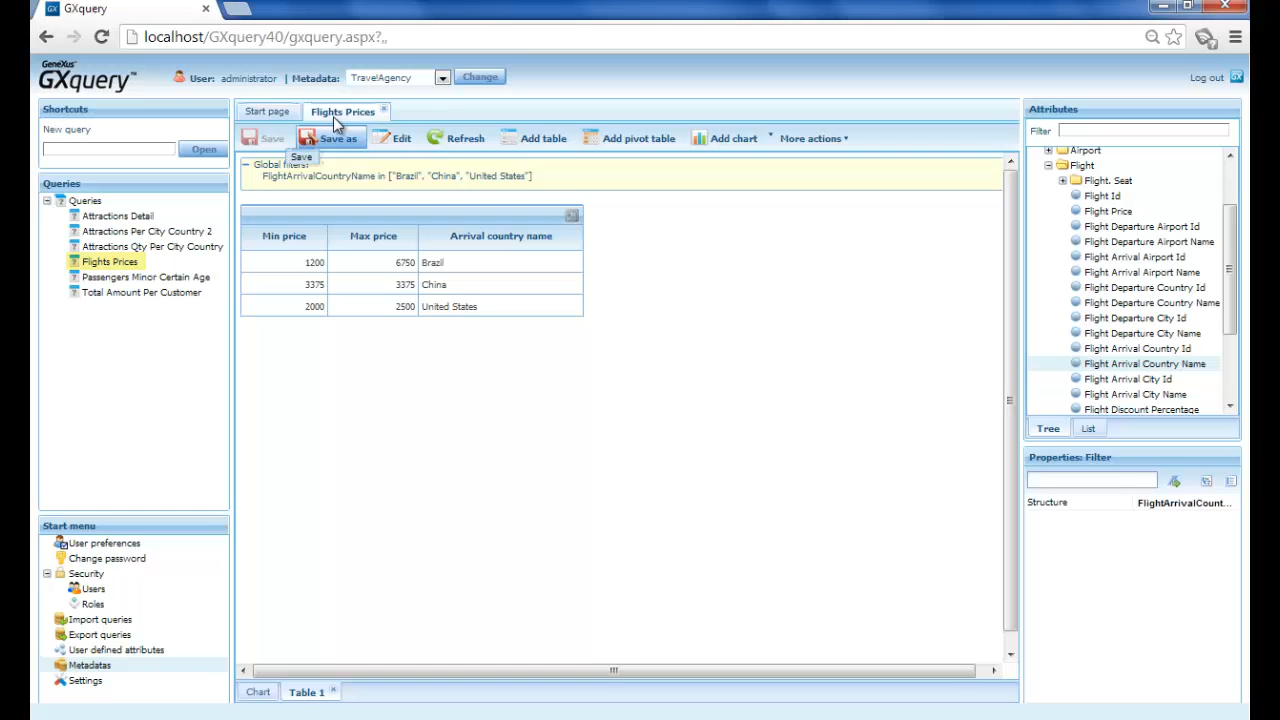 GXquery
localhost/GXquery40/gxquery.aspx?,,
GeneXus
GXquery™
User: administrator | Metadata: TravelAgency Change
Log out
Shortcuts
New query
Open
Queries
Queries
Attractions Detail
Attractions Per City Country 2
Attractions Qty Per City Country
Flights Prices
Passengers Minor Certain Age
Total Amount Per Customer
Start menu
User preferences
Change password
Security
Users
Roles
Import queries
Export queries
User defined attributes
Metadatas
Settings
Start page Flights Prices
Save Save as Edit Refresh Add table Add pivot table Add chart More actions
Save
Global filters:
FlightArrivalCountryName in ["Brazil", "China", "United States"]
Min price Max price Arrival country name
1200 6750 Brazil
3375 3375 China
2000 2500 United States
Chart Table 1
Attributes
Filter
Airport
Flight
Flight. Seat
Flight Id
Flight Price
Flight Departure Airport Id
Flight Departure Airport Name
Flight Arrival Airport Id
Flight Arrival Airport Name
Flight Departure Country Id
Flight Departure Country Name
Flight Departure City Id
Flight Departure City Name
Flight Arrival Country Id
Flight Arrival Country Name
Flight Arrival City Id
Flight Arrival City Name
Flight Discount Percentage
Tree List
Properties: Filter
Structure FlightArrivalCount...